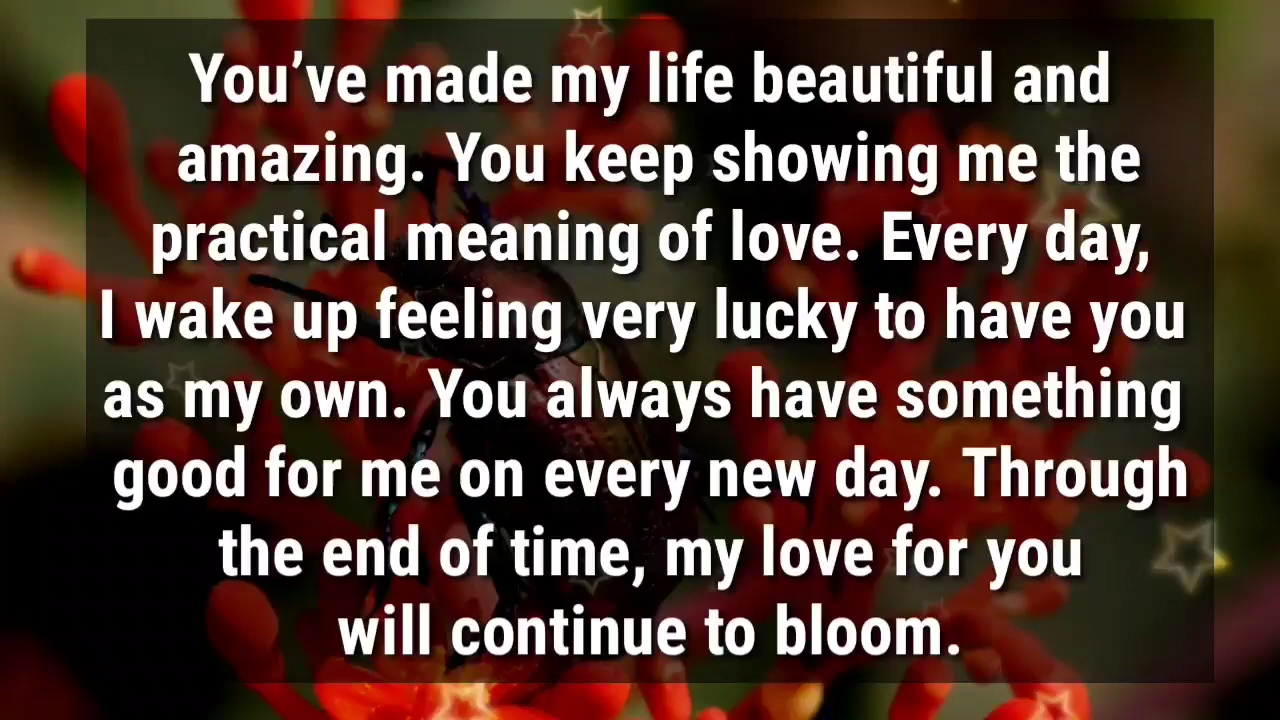 You’ve made my life beautiful and
amazing. You keep showing me the
practical meaning of love. Every day,
I wake up feeling very lucky to have you
as my own. You always have something
good for me on every new day. Through
the end of time, my love for you
will continue to bloom.